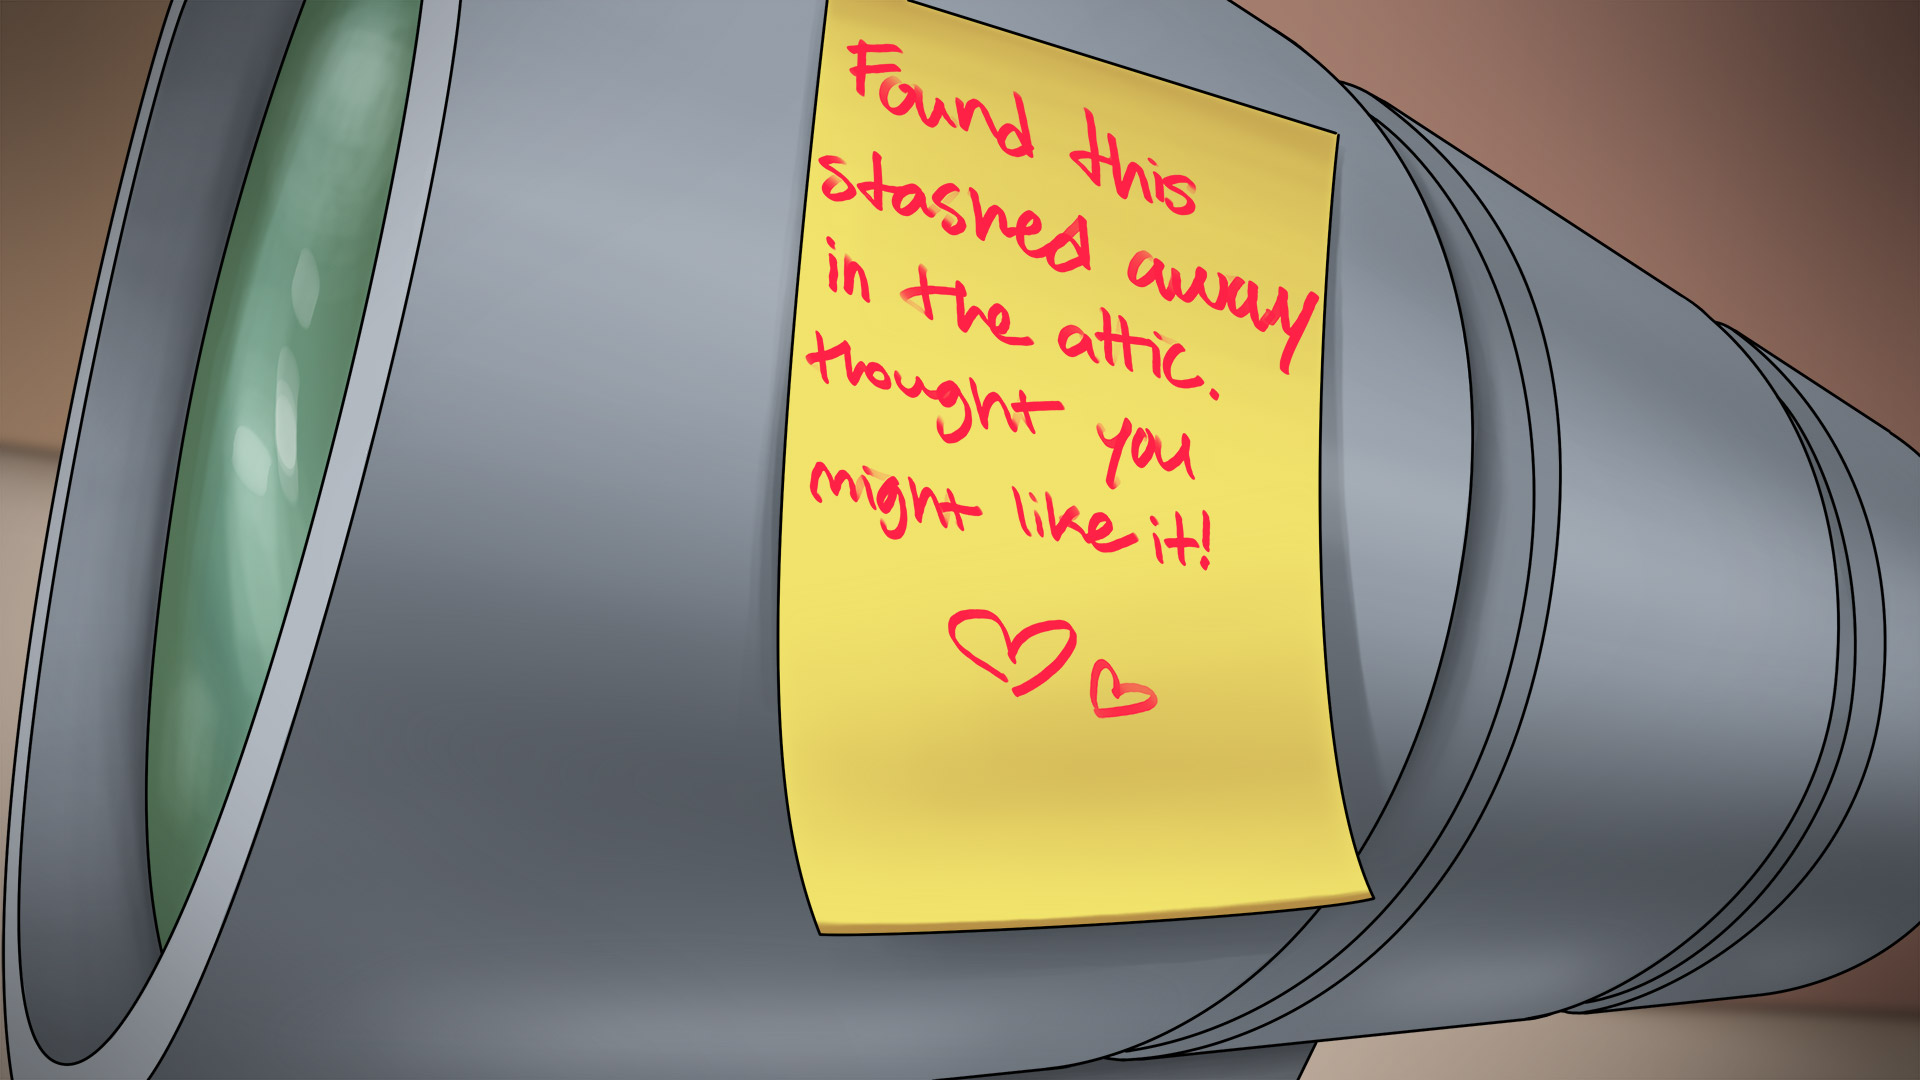 Found this
stashed away
in the attic.
thought you
might like it!